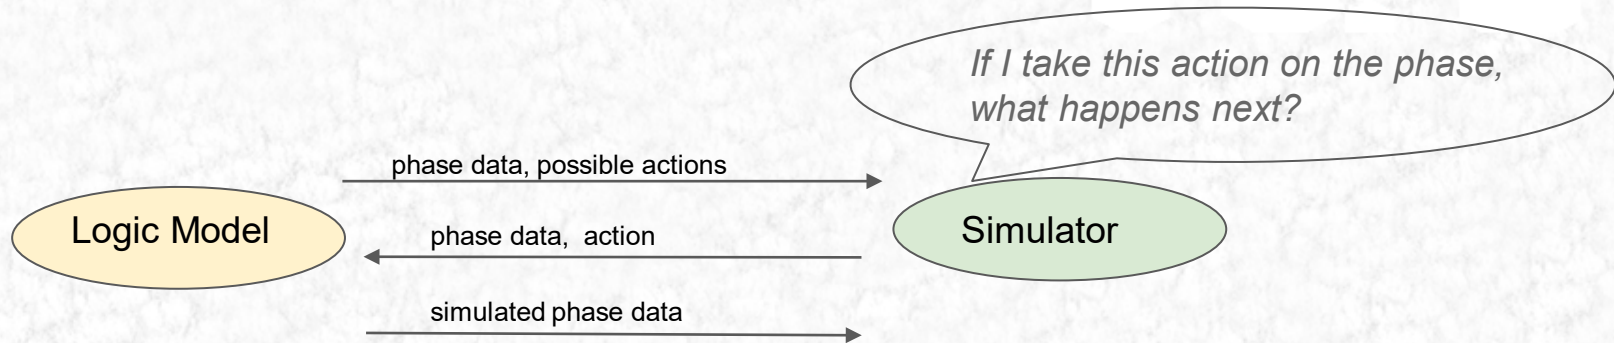 If I take this action on the phase,
what happens next?
phase data, possible actions
Logic Model
phase data, action
Simulator
simulated phase data